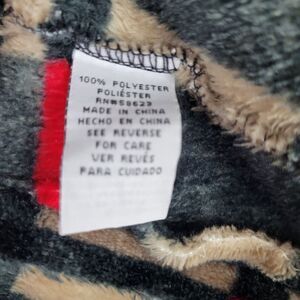 100% POLYESTER
POLIÉSTER
RN#58623
MADE IN CHINA
HECHO EN CHINA
SEE REVERSE
FOR CARE
VER REVÉS
PARA CUIDADO